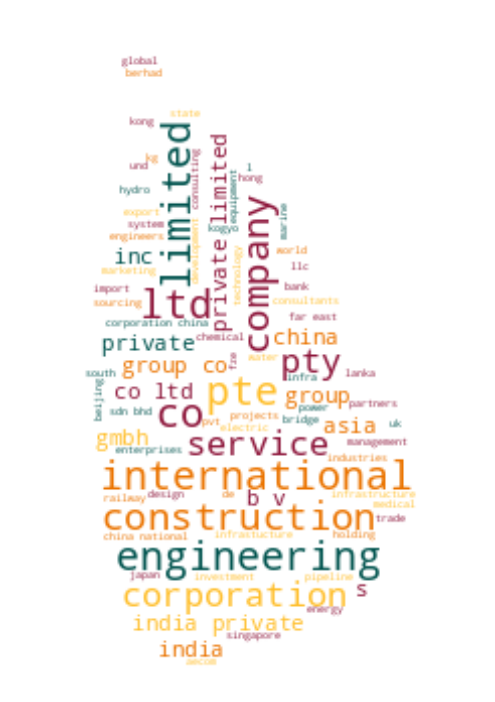 global
berhad
state
kong
limited
private limited
kg
und
consulting
equipment
l
hong
hydro
company
export
marine
system
kogyo
engineers
development
technology
inc
world
marketing
llc
import
bank
sourcing
ltd
consultants
far east
corporation china
chemical
china
private
fze
water
pty
group co
south
infra
lanka
beijing
co ltd
pte
group
partners
sdn bhd
co
pvt
projects
power
bridge
electric
asia
uk
gmbh
service
management
enterprises
industries
international
railway
design
de
b v
infrastructure
medical
construction
trade
china national
infrastucture
holding
engineering
japan
investment
pipeline
corporation
s
energy
india private
singapore
india
aecom